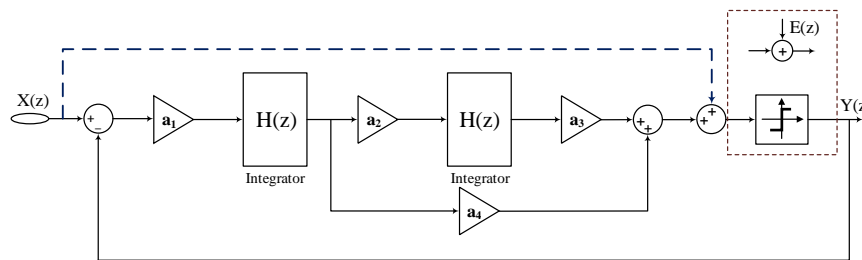 E(z)
X(z)
Y(z
+
−
a1
H(z)
a2
H(z)
a3
+
+
+
+
+
Integrator
Integrator
a4